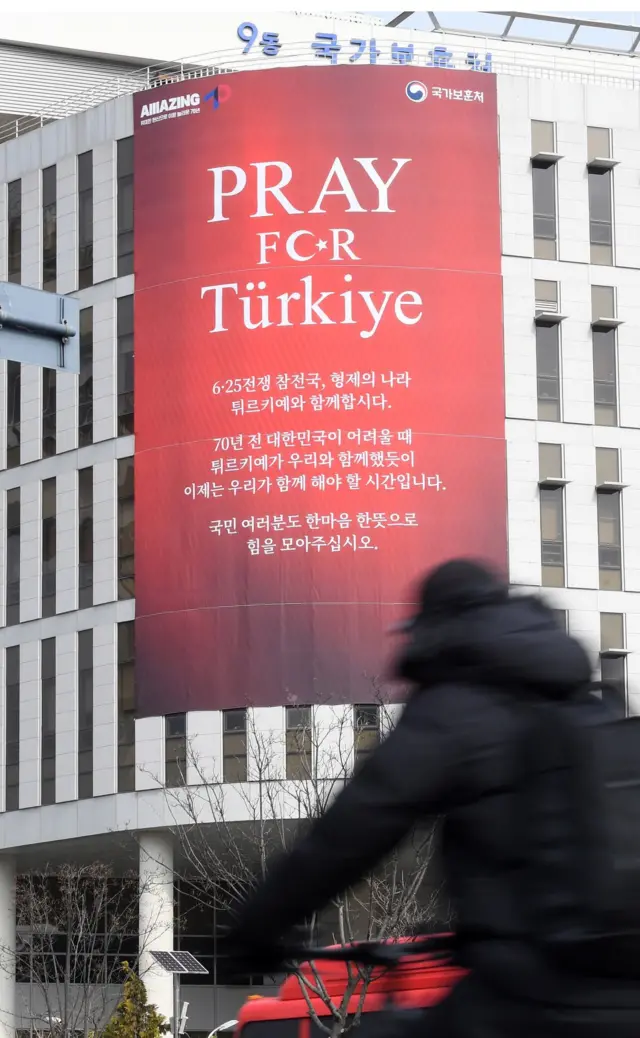 9동 국가보훈처
AMAZING 70
국가보훈처
PRAY
FOR
Türkiye
6·25전쟁 참전국, 형제의 나라
튀르키예와 함께합시다.
70년 전 대한민국이 어려울 때
튀르키예가 우리와 함께했듯이
이제는 우리가 함께 해야 할 시간입니다.
국민 여러분도 한마음 한뜻으로
힘을 모아주십시오.